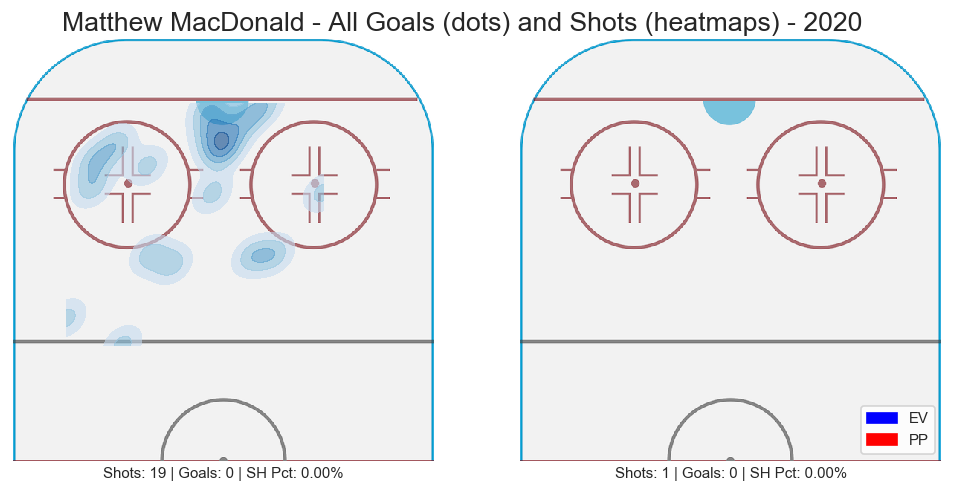 Matthew MacDonald - All Goals (dots) and Shots (heatmaps) - 2020
EV
PP
Shots: 19 | Goals: 0 | SH Pct: 0.00%
Shots: 1 | Goals: 0 | SH Pct: 0.00%